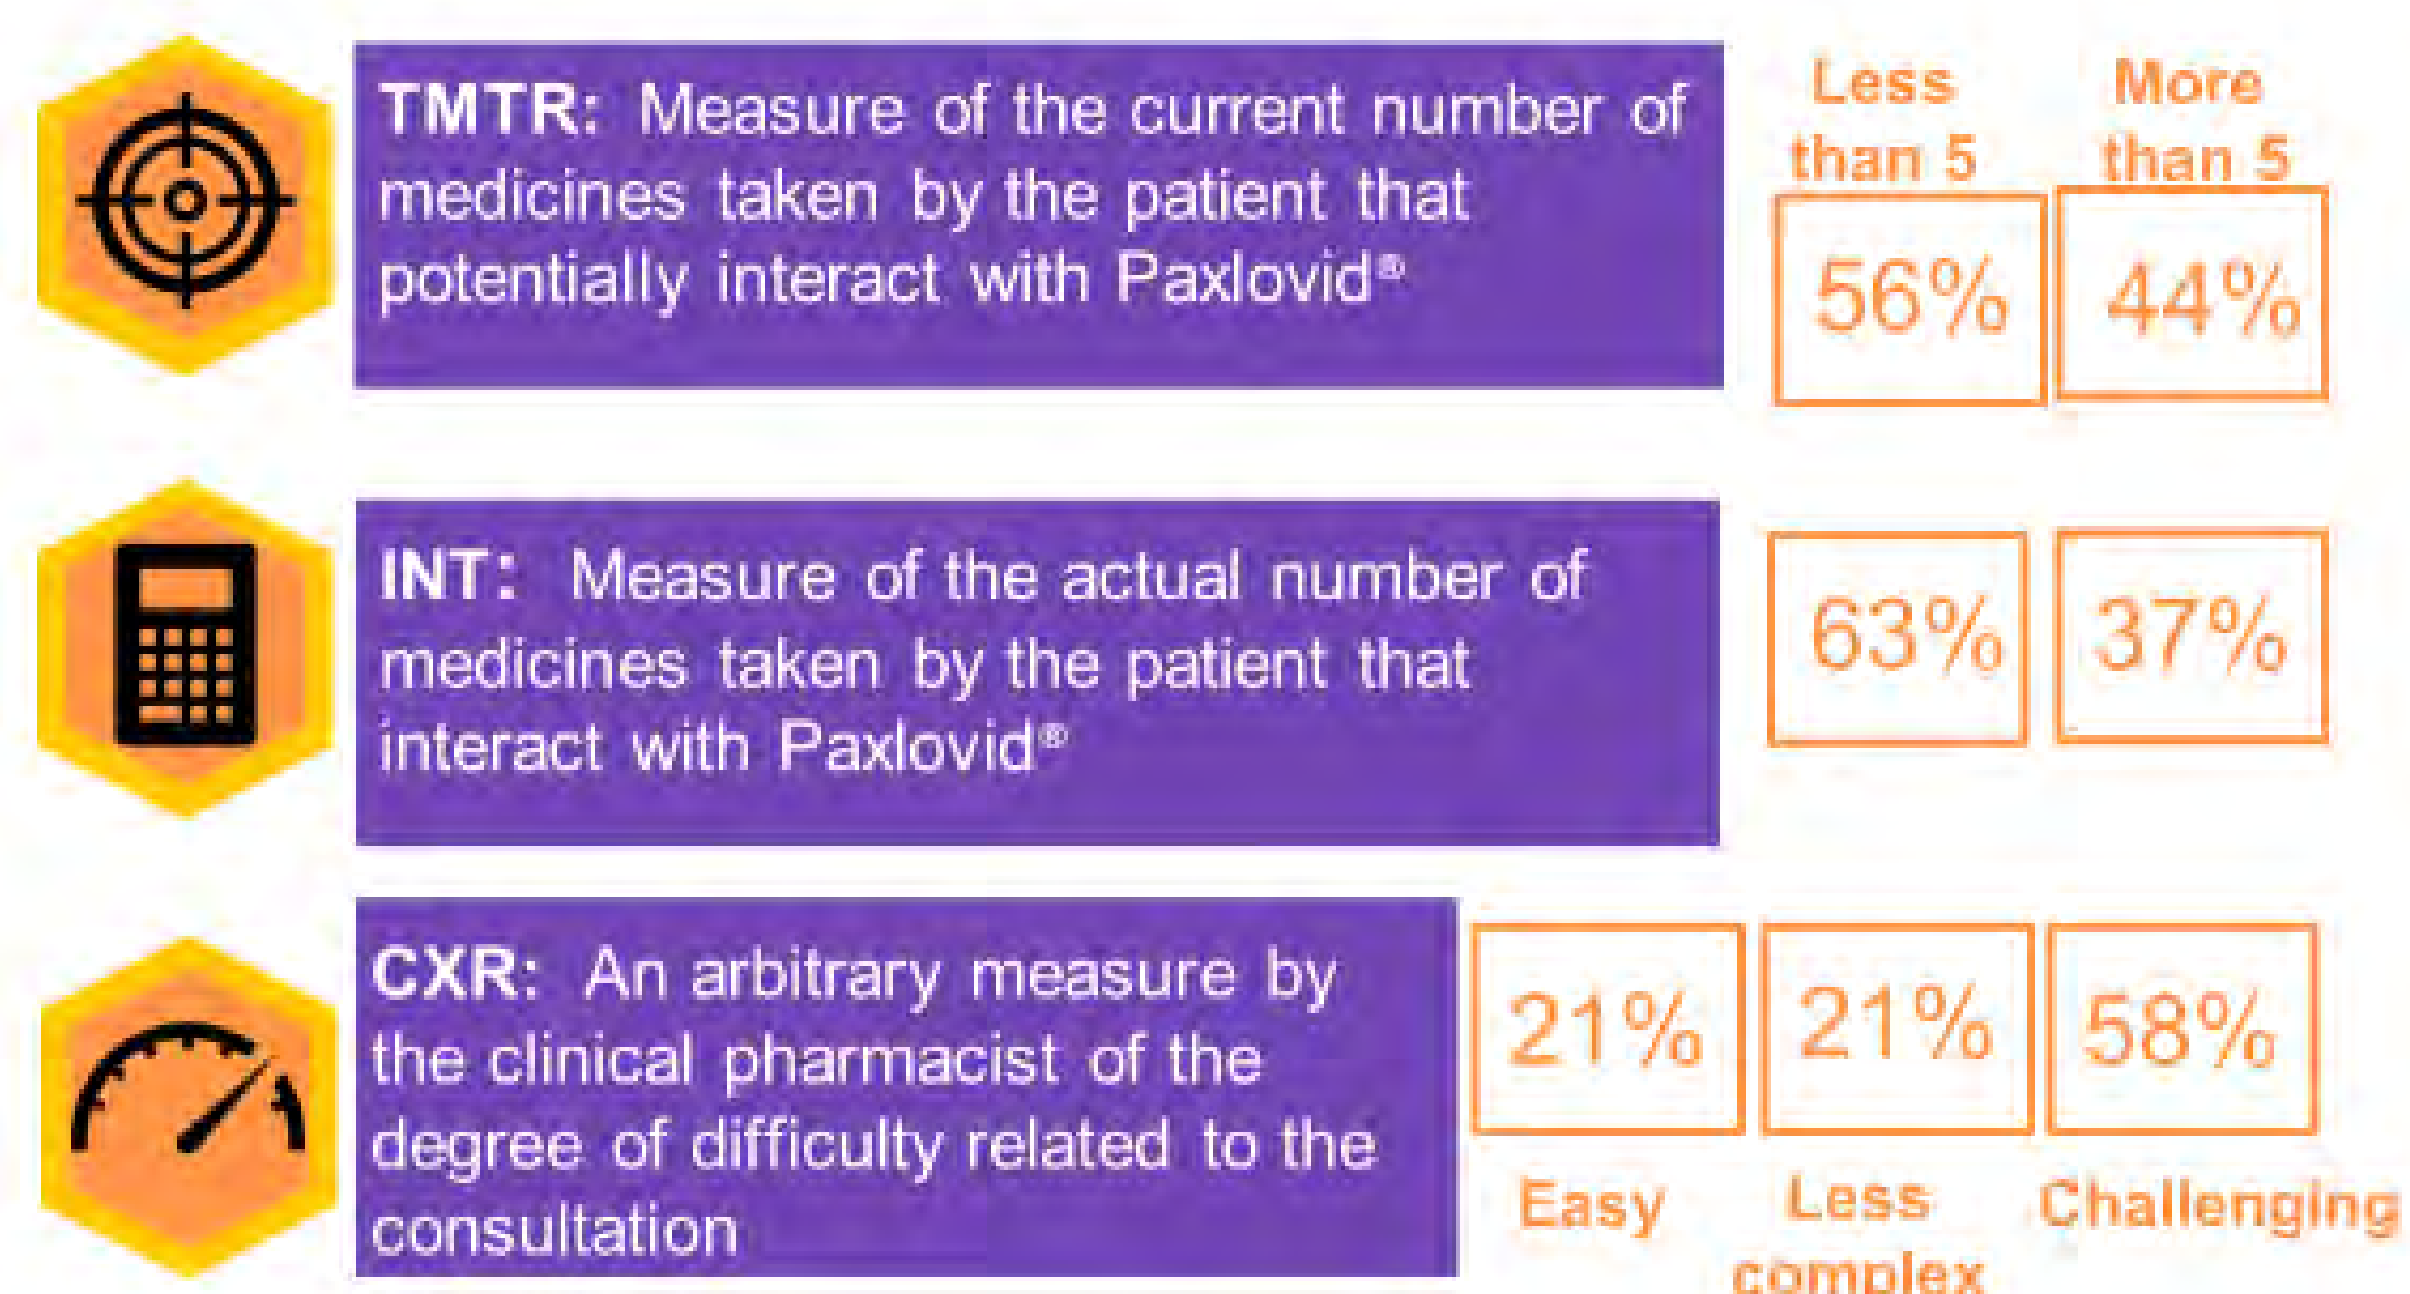 TMTR: Measure of the current number of
medicines taken by the patient that
potentially interact with Paxlovid®
Less
than 5
More
than 5
56%
44%
INT: Measure of the actual number of
medicines taken by the patient that
interact with Paxlovid®
63%
37%
CXR: An arbitrary measure by
the clinical pharmacist of the
degree of difficulty related to the
consultation
21%
21%
58%
Easy
Less
complex
Challenging